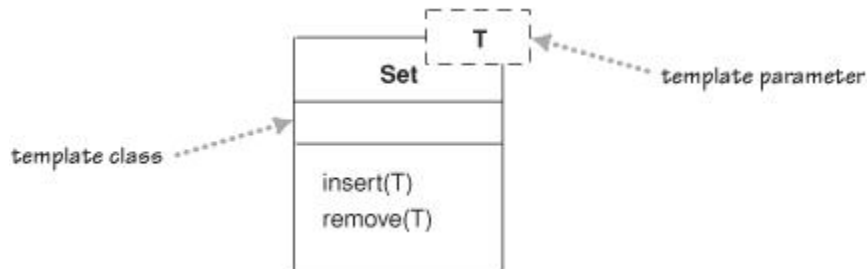 T
Set
template parameter
template class
insert(T)
remove(T)